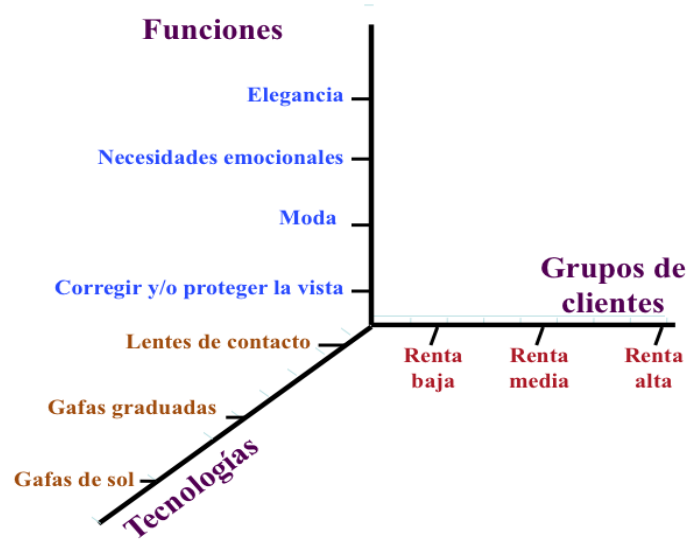 Funciones
Elegancia
Necesidades emocionales
Moda
Corregir y/o proteger la vista
Grupos de
clientes
Lentes de contacto
Renta
baja
Renta
media
Renta
alta
Gafas graduadas
Gafas de sol
Tecnologías